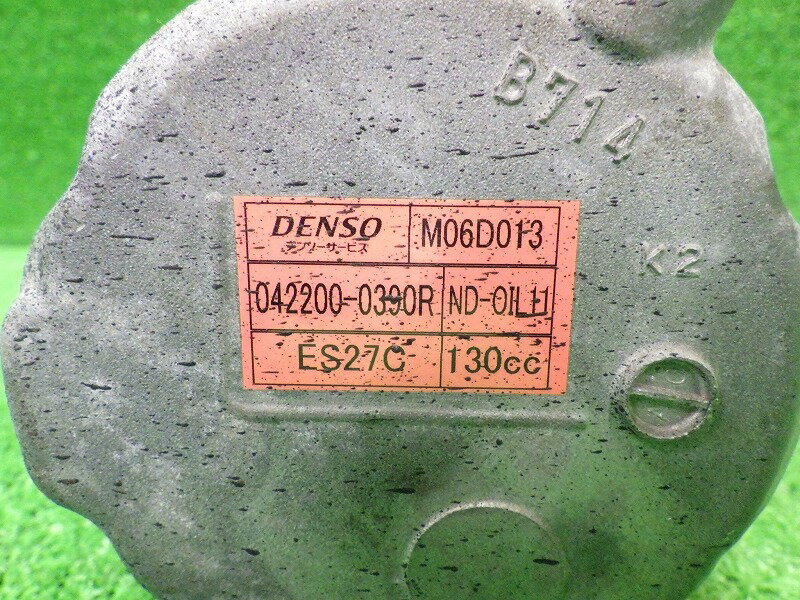 B714
DENSO
デンソーサービス
M06D013
K2
042200-0390R
ND-OIL11
ES27C
130cc